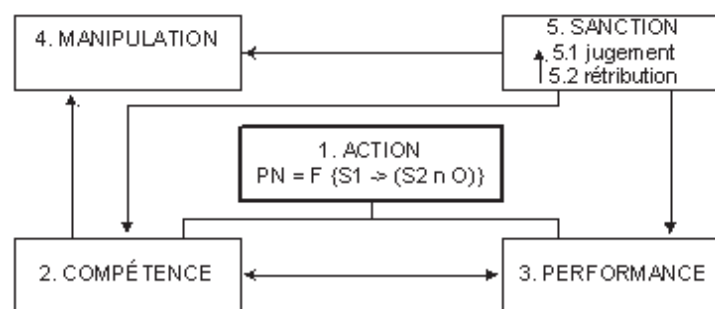 4. MANIPULATION
5. SANCTION
5.1 jugement
5.2 rétribution
1. ACTION
PN = F {S1 -> (S2 n O)}
2. COMPÉTENCE
3. PERFORMANCE